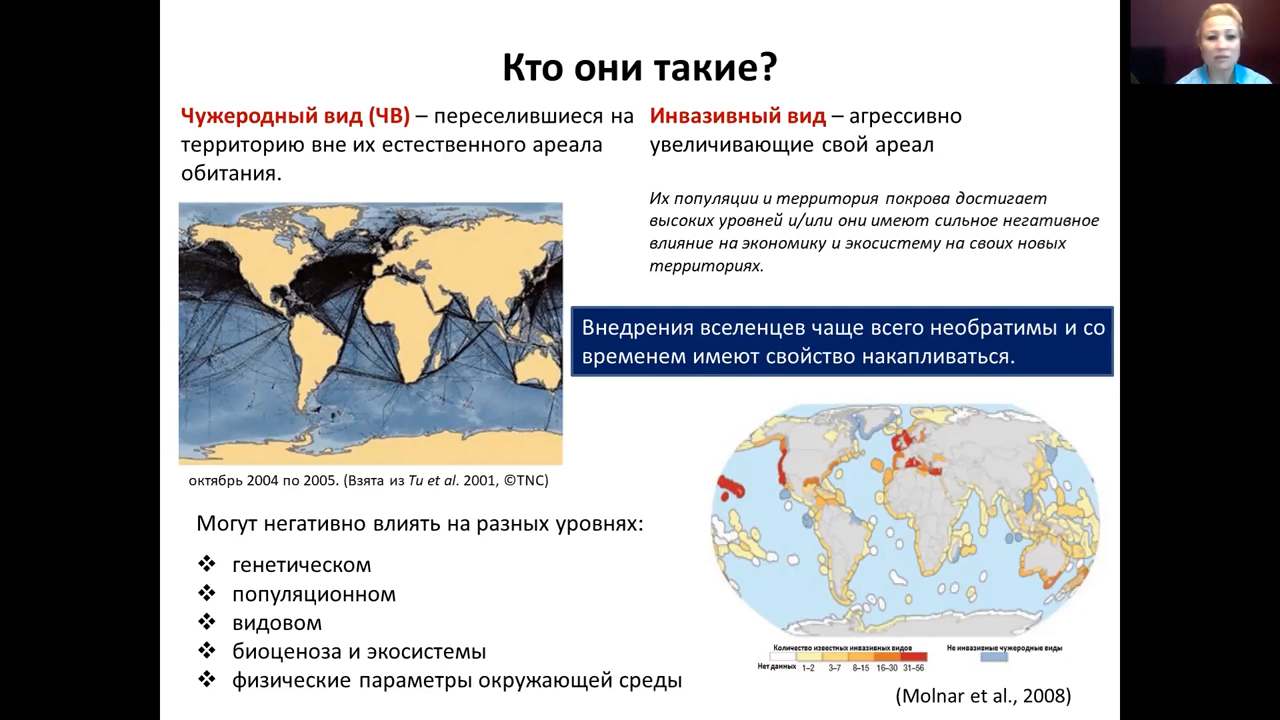 Кто они такие?
Чужеродный вид (ЧВ) – переселившиеся на
территорию вне их естественного ареала
обитания.
Инвазивный вид – агрессивно
увеличивающие свой ареал
Их популяции и территория покрова достигает
высоких уровней и/или они имеют сильное негативное
влияние на экономику и экосистему на своих новых
территориях.
Внедрения вселенцев чаще всего необратимы и со
временем имеют свойство накапливаться.
октябрь 2004 по 2005. (Взята из Tu et al. 2001, ©TNC)
Могут негативно влиять на разных уровнях:
❖ генетическом
❖ популяционном
❖ видовом
❖ биоценоза и экосистемы
❖ физические параметры окружающей среды
Количество известных инвазивных видов
Нет данных 1–2 3–7 8–15 16–30 31–56
Не инвазивные чужеродные виды
(Molnar et al., 2008)